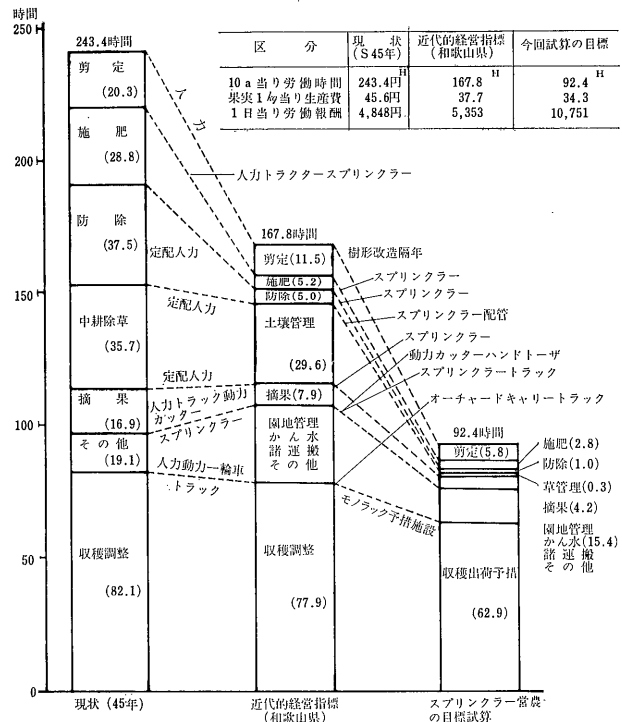 時間
250
200
150
100
50
0
区分 現状(S45年) 近代的経営指標(和歌山県) 今回試算の目標
10a当り労働時間 243.4円H 167.8H 92.4H
果実1kg当り生産費 45.6円 37.7 34.3
1日当り労働報酬 4,848円 5,353 10,751
243.4時間
剪定
(20.3)
施肥
(28.8)
防除
(37.5)
中耕除草
(35.7)
摘果
(16.9)
その他
(19.1)
収穫調整
(82.1)
人力
人力トラクタースプリンクラー
定配人力
定配人力
定配人力
人力トラック動力
カッター
スプリンクラー
人力動力一輪車
トラック
167.8時間
剪定(11.5)
施肥(5.2)
防除(5.0)
土壌管理
(29.6)
摘果(7.9)
園地管理
かん水
諸運搬
その他
収穫調整
(77.9)
樹形改造隔年
スプリンクラー
スプリンクラー
スプリンクラー配管
スプリンクラー
動力カッターハンドトーザ
スプリンクラートラック
オーチャードキャリートラック
モノラック予措施設
92.4時間
剪定(5.8)
収穫出荷予措
(62.9)
施肥(2.8)
防除(1.0)
草管理(0.3)
摘果(4.2)
園地管理
かん水(15.4)
諸運搬
その他
現状(45年)
近代的経営指標
(和歌山県)
スプリンクラー営農
の目標試算